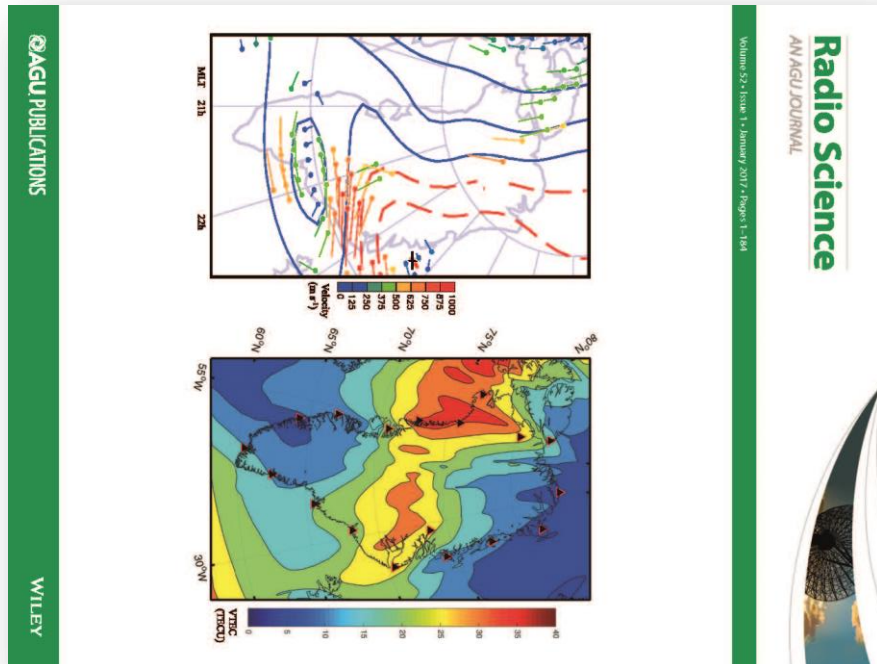 Radio Science
AN AGU JOURNAL
Volume 52 • Issue 1 • January 2017 • Pages 1–184
MLT
21h
22h
1000
875
750
625
500
375
250
125
0
Velocity
(m s⁻¹)
80°N
75°N
70°N
65°N
60°N
55°W
30°W
0
5
10
15
20
25
30
35
40
VTEC
(TECU)
AGU PUBLICATIONS
WILEY